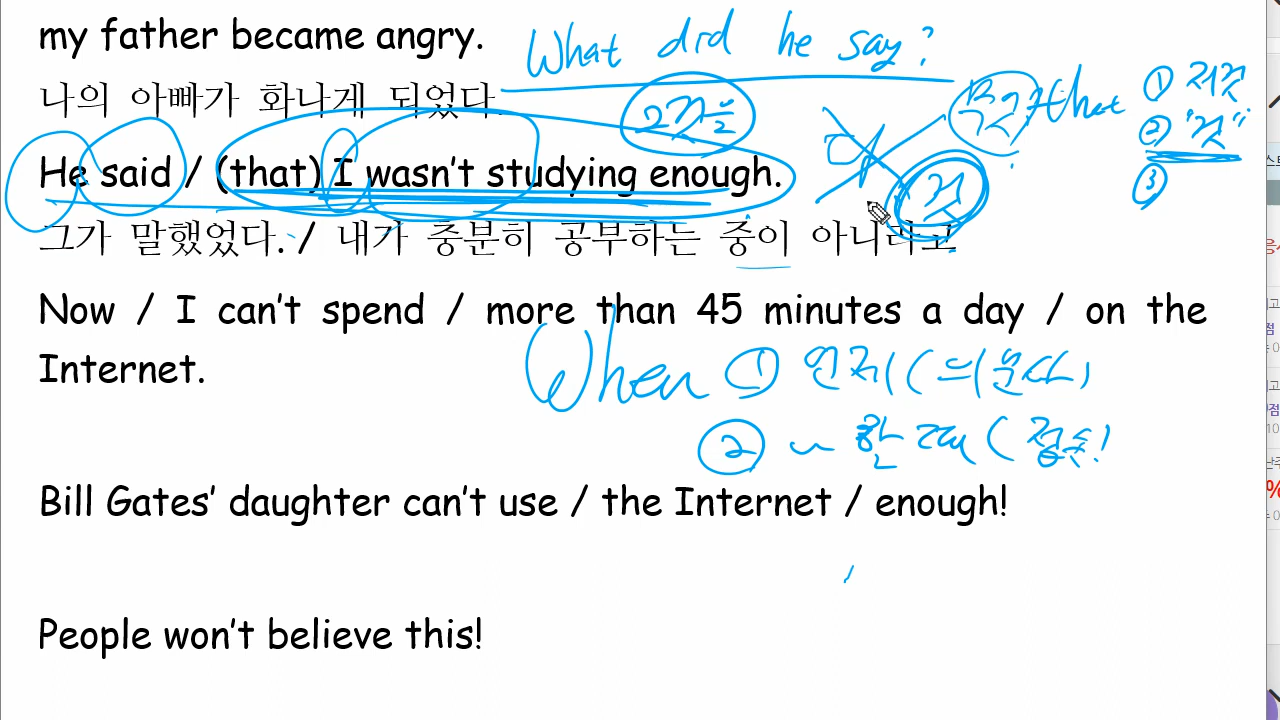 my father became angry.
What did he say?
나의 아빠가 화나게 되었다.
that
① 저것
② "것"
③
He said / (that) I wasn't studying enough.
것
그가 말했었다. / 내가 충분히 공부하는 중이 아니라고
Now / I can't spend / more than 45 minutes a day / on the
Internet.
When ① 언제 (의문사)
② ~ 할 때 (접속
Bill Gates' daughter can't use / the Internet / enough!
People won't believe this!